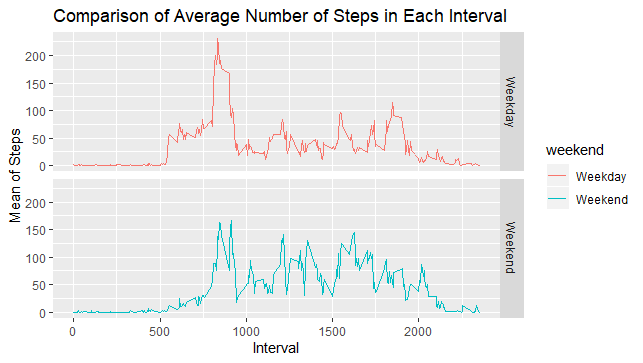 Comparison of Average Number of Steps in Each Interval
Mean of Steps
200
150
100
50
0
Weekday
200
150
100
50
0
Weekend
0
500
1000
1500
2000
Interval
weekend
Weekday
Weekend